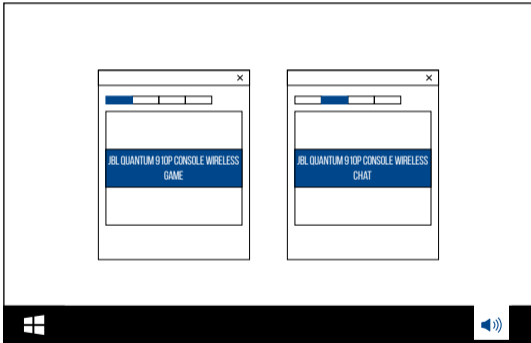 JBL QUANTUM 910P CONSOLE WIRELESS
GAME
JBL QUANTUM 910P CONSOLE WIRELESS
CHAT